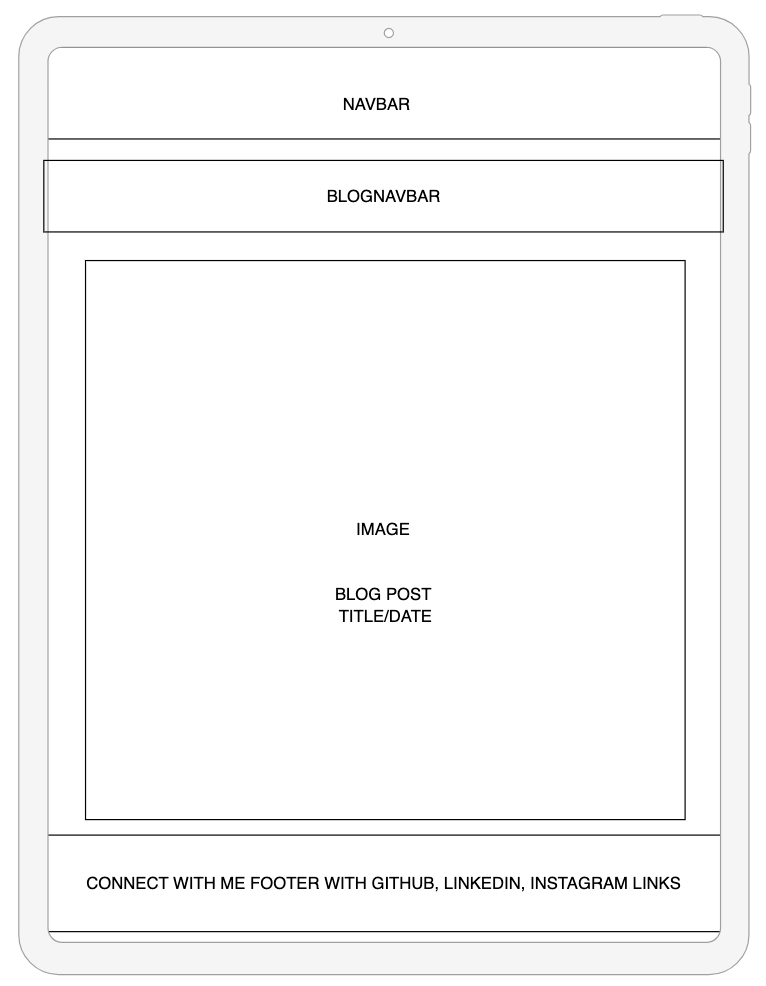 NAVBAR
BLOGNAVBAR
IMAGE
BLOG POST
TITLE/DATE
CONNECT WITH ME FOOTER WITH GITHUB, LINKEDIN, INSTAGRAM LINKS